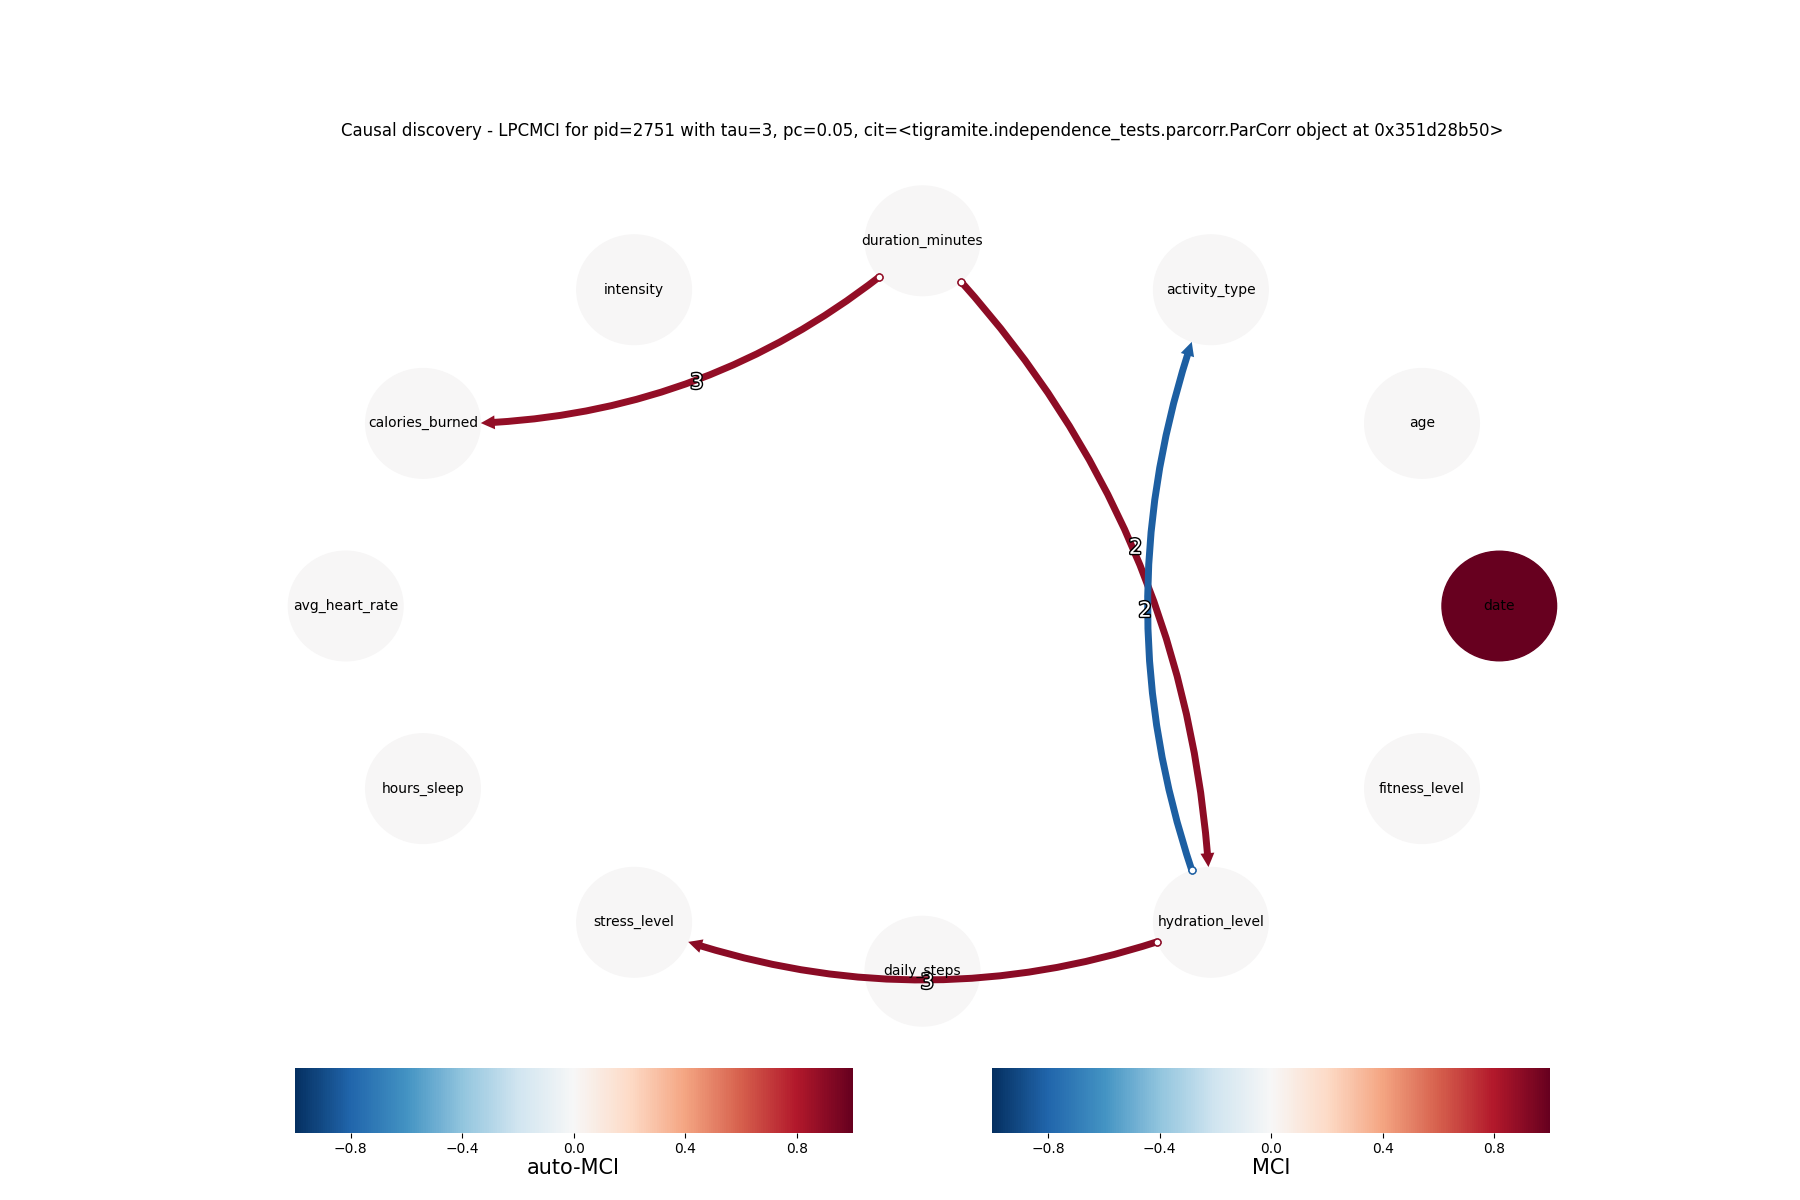 Causal discovery - LPCMCI for pid=2751 with tau=3, pc=0.05, cit=<tigramite.independence_tests.parcorr.ParCorr object at 0x351d28b50>
duration_minutes
intensity
activity_type
3
calories_burned
age
2
avg_heart_rate
date
2
hours_sleep
fitness_level
stress_level
hydration_level
daily_steps
3
−0.8 −0.4 0.0 0.4 0.8
auto-MCI
−0.8 −0.4 0.0 0.4 0.8
MCI